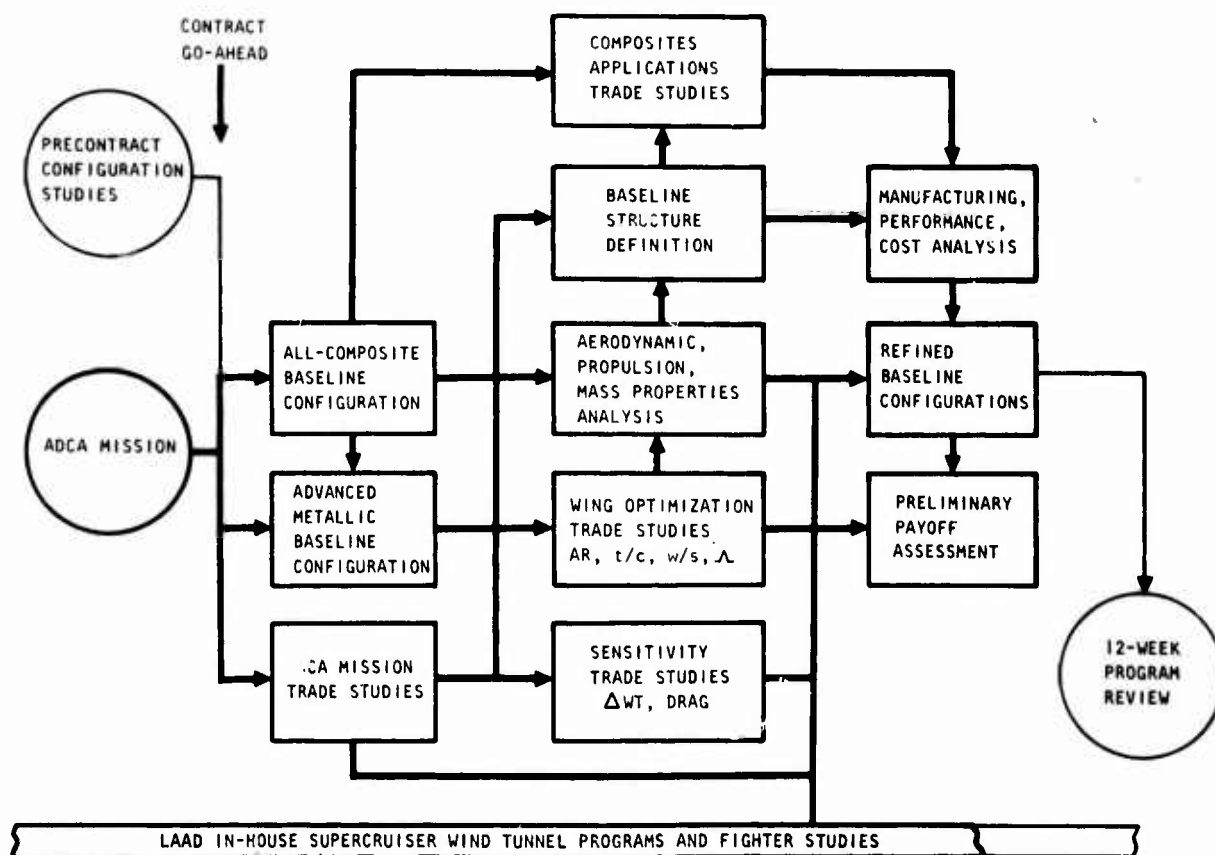 CONTRACT
GO-AHEAD
PRECONTRACT
CONFIGURATION
STUDIES
ADCA MISSION
ALL-COMPOSITE
BASELINE
CONFIGURATION
ADVANCED
METALLIC
BASELINE
CONFIGURATION
MISSION
TRADE STUDIES
COMPOSITES
APPLICATIONS
TRADE STUDIES
BASELINE
STRUCTURE
DEFINITION
AERODYNAMIC,
PROPULSION,
MASS PROPERTIES
ANALYSIS
WING OPTIMIZATION
TRADE STUDIES
AR, t/c, w/s, Λ
SENSITIVITY
TRADE STUDIES
ΔWT, DRAG
MANUFACTURING,
PERFORMANCE,
COST ANALYSIS
REFINED
BASELINE
CONFIGURATIONS
PRELIMINARY
PAYOFF
ASSESSMENT
12-WEEK
PROGRAM
REVIEW
LAAD IN-HOUSE SUPERCRUISER WIND TUNNEL PROGRAMS AND FIGHTER STUDIES